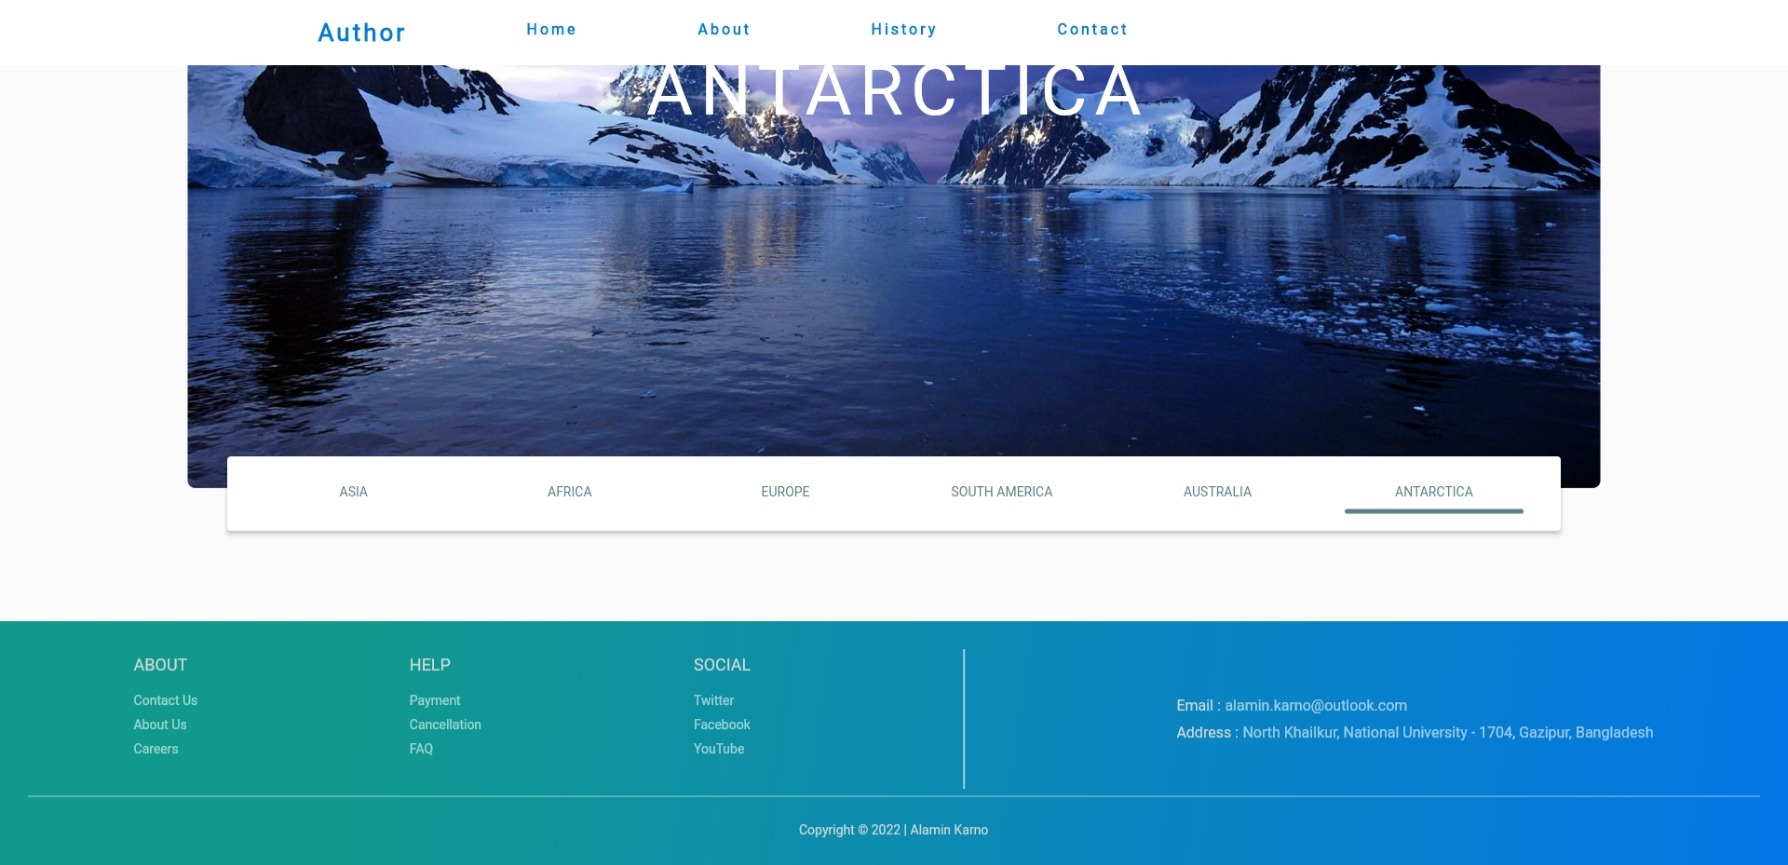 Author Home About History Contact
ANTARCTICA
ASIA AFRICA EUROPE SOUTH AMERICA AUSTRALIA ANTARCTICA
ABOUT
Contact Us
About Us
Careers
HELP
Payment
Cancellation
FAQ
SOCIAL
Twitter
Facebook
YouTube
Email : alamin.karno@outlook.com
Address : North Khailkur, National University - 1704, Gazipur, Bangladesh
Copyright © 2022 | Alamin Karno